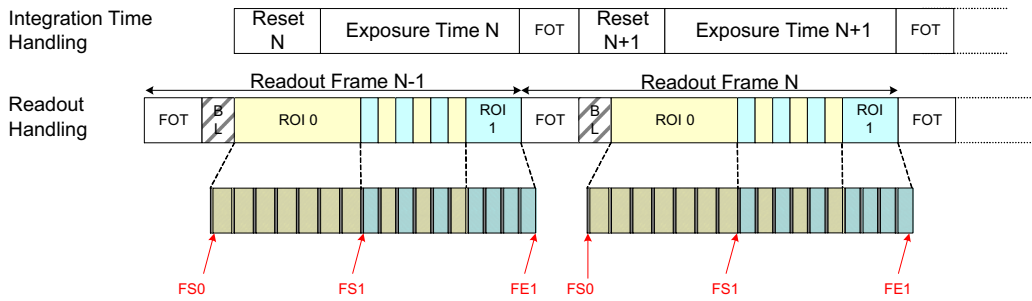 Integration Time
Handling
Reset
N
Exposure Time N
FOT
Reset
N+1
Exposure Time N+1
FOT
Readout Frame N-1
Readout Frame N
Readout
Handling
FOT
B
L
ROI 0
ROI
1
FOT
B
L
ROI 0
ROI
1
FOT
FS0
FS1
FE1
FS0
FS1
FE1